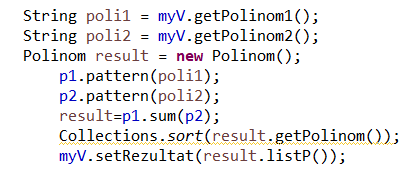 String poli1 = myV.getPolinom1();
String poli2 = myV.getPolinom2();
Polinom result = new Polinom();
p1.pattern(poli1);
p2.pattern(poli2);
result=p1.sum(p2);
Collections.sort(result.getPolinom());
myV.setRezultat(result.listP());